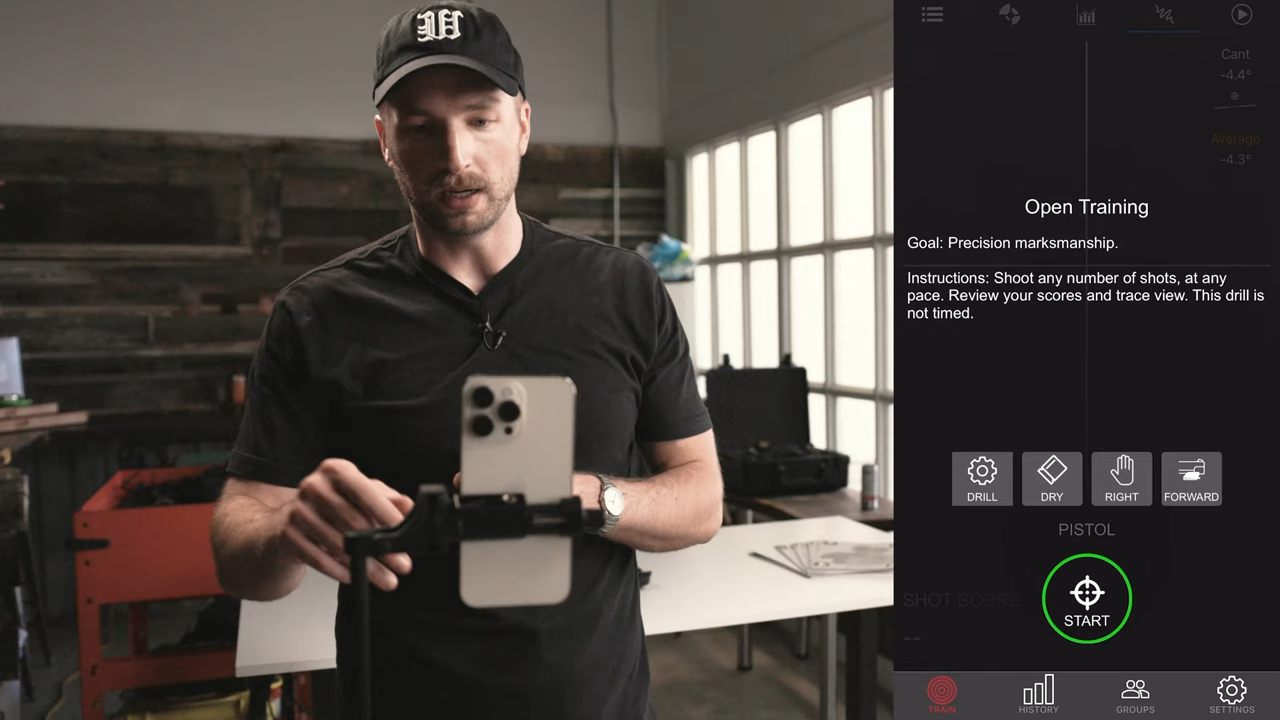 Cant
-4.4°
Average
-4.3°
Open Training
Goal: Precision marksmanship.
Instructions: Shoot any number of shots, at any
pace. Review your scores and trace view. This drill is
not timed.
DRILL
DRY
RIGHT
FORWARD
PISTOL
START
SHOT SCORE
--
TRAIN
HISTORY
GROUPS
SETTINGS